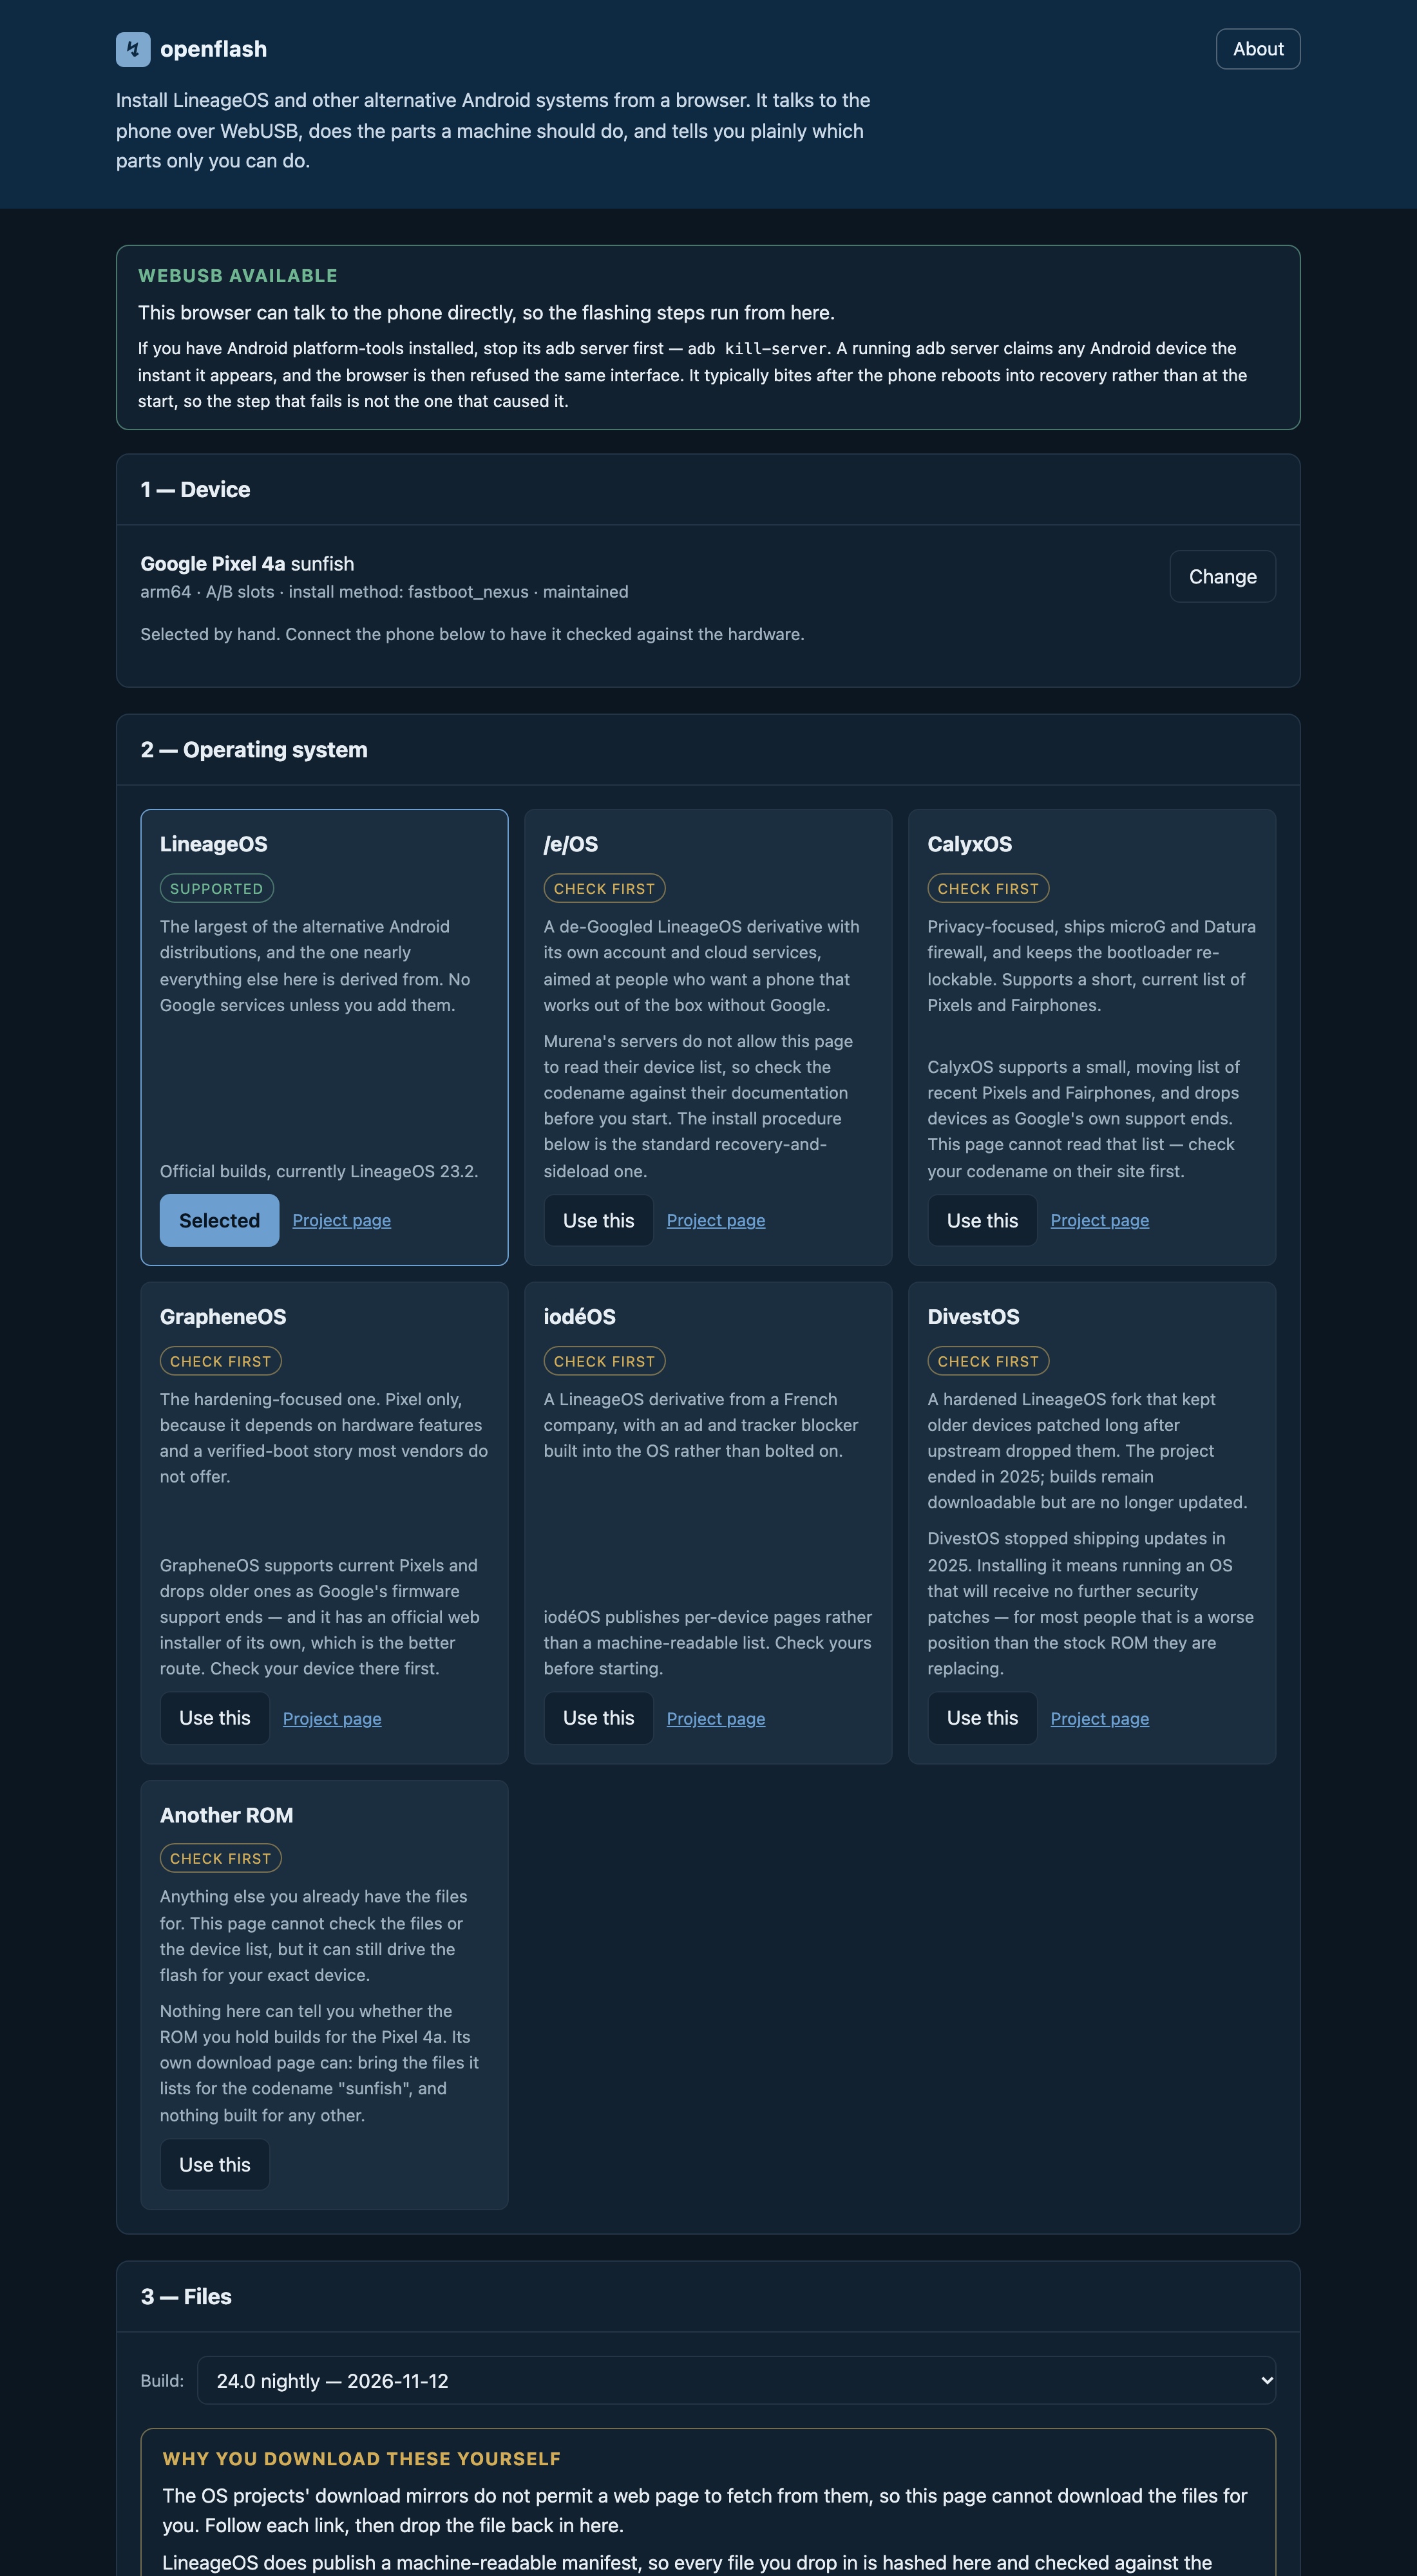 openflash
About
Install LineageOS and other alternative Android systems from a browser. It talks to the
phone over WebUSB, does the parts a machine should do, and tells you plainly which
parts only you can do.
WEBUSB AVAILABLE
This browser can talk to the phone directly, so the flashing steps run from here.
If you have Android platform-tools installed, stop its adb server first — adb kill-server. A running adb server claims any Android device the
instant it appears, and the browser is then refused the same interface. It typically bites after the phone reboots into recovery rather than at the
start, so the step that fails is not the one that caused it.
1 — Device
Google Pixel 4a sunfish
arm64 · A/B slots · install method: fastboot_nexus · maintained
Change
Selected by hand. Connect the phone below to have it checked against the hardware.
2 — Operating system
LineageOS
SUPPORTED
The largest of the alternative Android
distributions, and the one nearly
everything else here is derived from. No
Google services unless you add them.
Official builds, currently LineageOS 23.2.
Selected
Project page
/e/OS
CHECK FIRST
A de-Googled LineageOS derivative with
its own account and cloud services,
aimed at people who want a phone that
works out of the box without Google.
Murena's servers do not allow this page
to read their device list, so check the
codename against their documentation
before you start. The install procedure
below is the standard recovery-and-
sideload one.
Use this
Project page
CalyxOS
CHECK FIRST
Privacy-focused, ships microG and Datura
firewall, and keeps the bootloader re-
lockable. Supports a short, current list of
Pixels and Fairphones.
CalyxOS supports a small, moving list of
recent Pixels and Fairphones, and drops
devices as Google's own support ends.
This page cannot read that list — check
your codename on their site first.
Use this
Project page
GrapheneOS
CHECK FIRST
The hardening-focused one. Pixel only,
because it depends on hardware features
and a verified-boot story most vendors do
not offer.
GrapheneOS supports current Pixels and
drops older ones as Google's firmware
support ends — and it has an official web
installer of its own, which is the better
route. Check your device there first.
Use this
Project page
iodéOS
CHECK FIRST
A LineageOS derivative from a French
company, with an ad and tracker blocker
built into the OS rather than bolted on.
iodéOS publishes per-device pages rather
than a machine-readable list. Check yours
before starting.
Use this
Project page
DivestOS
CHECK FIRST
A hardened LineageOS fork that kept
older devices patched long after
upstream dropped them. The project
ended in 2025; builds remain
downloadable but are no longer updated.
DivestOS stopped shipping updates in
2025. Installing it means running an OS
that will receive no further security
patches — for most people that is a worse
position than the stock ROM they are
replacing.
Use this
Project page
Another ROM
CHECK FIRST
Anything else you already have the files
for. This page cannot check the files or
the device list, but it can still drive the
flash for your exact device.
Nothing here can tell you whether the
ROM you hold builds for the Pixel 4a. Its
own download page can: bring the files it
lists for the codename "sunfish", and
nothing built for any other.
Use this
3 — Files
Build:
24.0 nightly — 2026-11-12
WHY YOU DOWNLOAD THESE YOURSELF
The OS projects' download mirrors do not permit a web page to fetch from them, so this page cannot download the files for
you. Follow each link, then drop the file back in here.
LineageOS does publish a machine-readable manifest, so every file you drop in is hashed here and checked against the